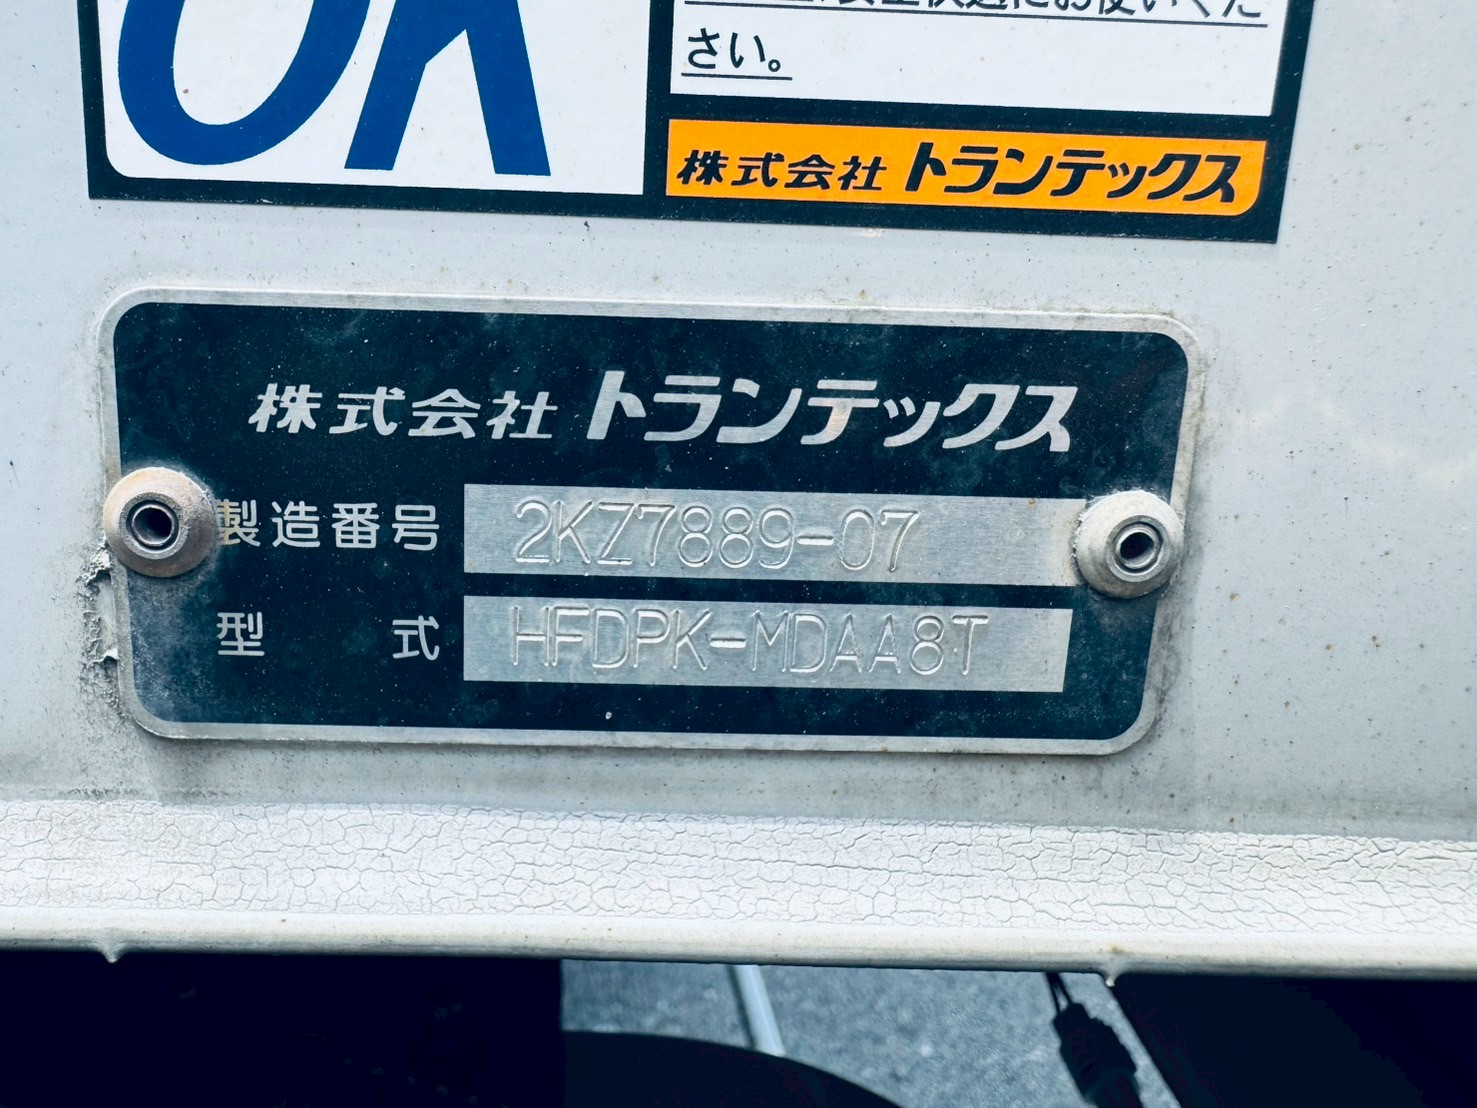 OK
さい。
株式会社 トランテックス
株式会社 トランテックス
製造番号 2KZ7889-07
型 式 HFDPK-MDAA8T